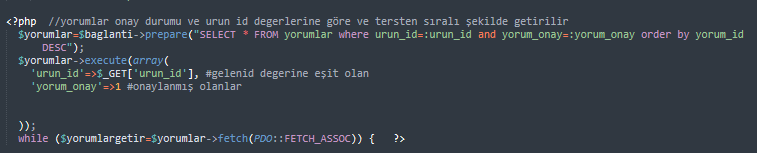 <?php  //yorumlar onay durumu ve urun id degerlerine göre ve tersten sıralı şekilde getirilir
$yorumlar=$baglanti->prepare("SELECT * FROM yorumlar where urun_id=:urun_id and yorum_onay=:yorum_onay order by yorum_id
DESC");
$yorumlar->execute(array(
'urun_id'=>$_GET['urun_id'], #gelenid degerine eşit olan
'yorum_onay'=>1 #onaylanmış olanlar
));
while ($yorumlargetir=$yorumlar->fetch(PDO::FETCH_ASSOC)) {   ?>